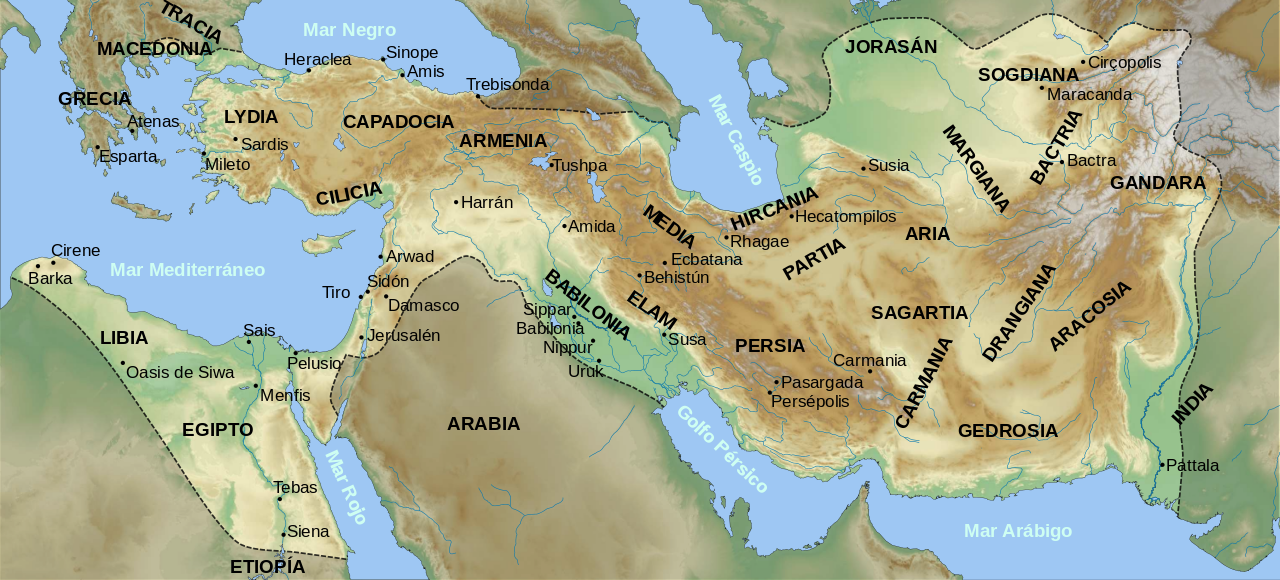 TRACIA
MACEDONIA
Mar Negro
JORASÁN
Heraclea
Sinope
Amis
SOGDIANA
Cirçopolis
Maracanda
GRECIA
Trebisonda
Atenas
LYDIA
CAPADOCIA
Mar Caspio
Sardis
ARMENIA
MARGIANA
BACTRIA
Esparta
Mileto
Tushpa
Susia
Bactra
CILICIA
GANDARA
Harrán
HIRCANIA
Hecatompilos
Amida
MEDIA
Rhagae
ARIA
Cirene
Barka
Mar Mediterráneo
Arwad
Ecbatana
Behistún
PARTIA
Sidón
Tiro
Damasco
BABILONIA
ELAM
SAGARTIA
DRANGIANA
ARACOSIA
Sippar
Babilonia
LIBIA
Sais
Jerusalén
Nippur
Susa
PERSIA
Oasis de Siwa
Pelusio
Uruk
Carmania
CARMANIA
Menfis
Pasargada
Persépolis
INDIA
EGIPTO
ARABIA
Golfo Pérsico
GEDROSIA
Mar Rojo
Pattala
Tebas
Siena
Mar Arábigo
ETIOPÍA